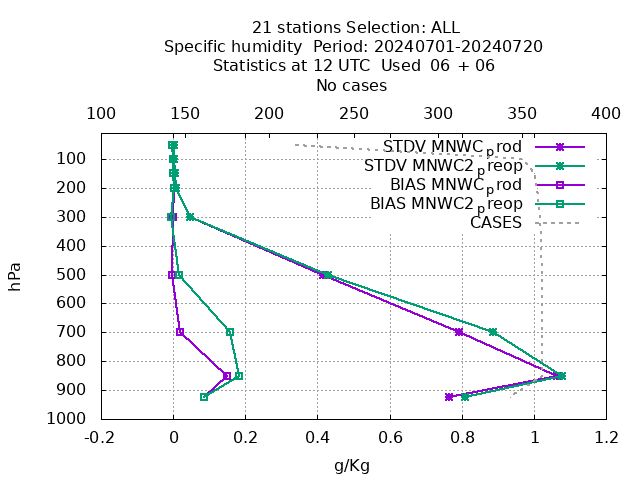 21 stations Selection: ALL
Specific humidity  Period: 20240701-20240720
Statistics at 12 UTC  Used  06 + 06
No cases
100 150 200 250 300 350 400
STDV MNWC_prod
STDV MNWC2_preop
BIAS MNWC_prod
BIAS MNWC2_preop
CASES
hPa
100
200
300
400
500
600
700
800
900
1000
-0.2 0 0.2 0.4 0.6 0.8 1 1.2
g/Kg